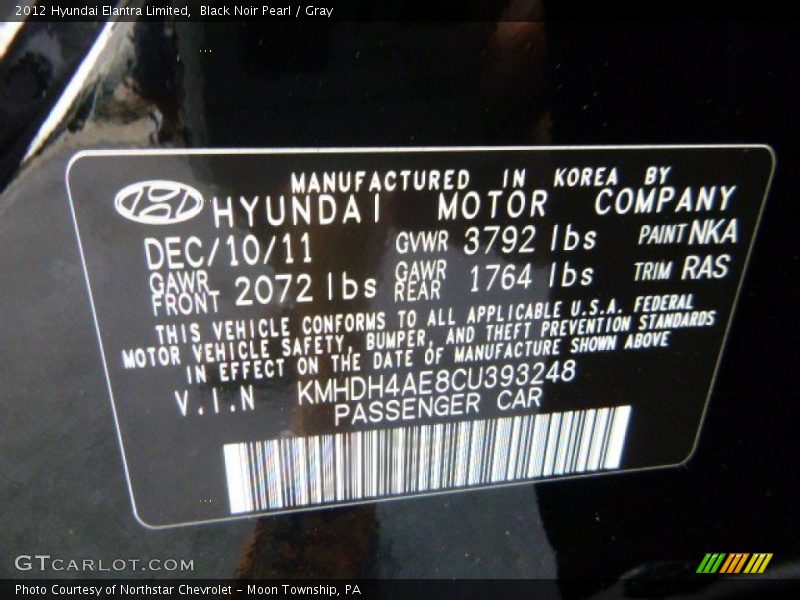 2012 Hyundai Elantra Limited, Black Noir Pearl / Gray
MANUFACTURED IN KOREA BY
HYUNDAI MOTOR COMPANY
DEC/10/11 GVWR 3792 lbs PAINT NKA
GAWR FRONT 2072 lbs GAWR REAR 1764 lbs TRIM RAS
THIS VEHICLE CONFORMS TO ALL APPLICABLE U.S.A. FEDERAL
MOTOR VEHICLE SAFETY, BUMPER, AND THEFT PREVENTION STANDARDS
IN EFFECT ON THE DATE OF MANUFACTURE SHOWN ABOVE
V.I.N KMHDH4AE8CU393248
PASSENGER CAR
GTCARLOT.COM
Photo Courtesy of Northstar Chevrolet - Moon Township, PA